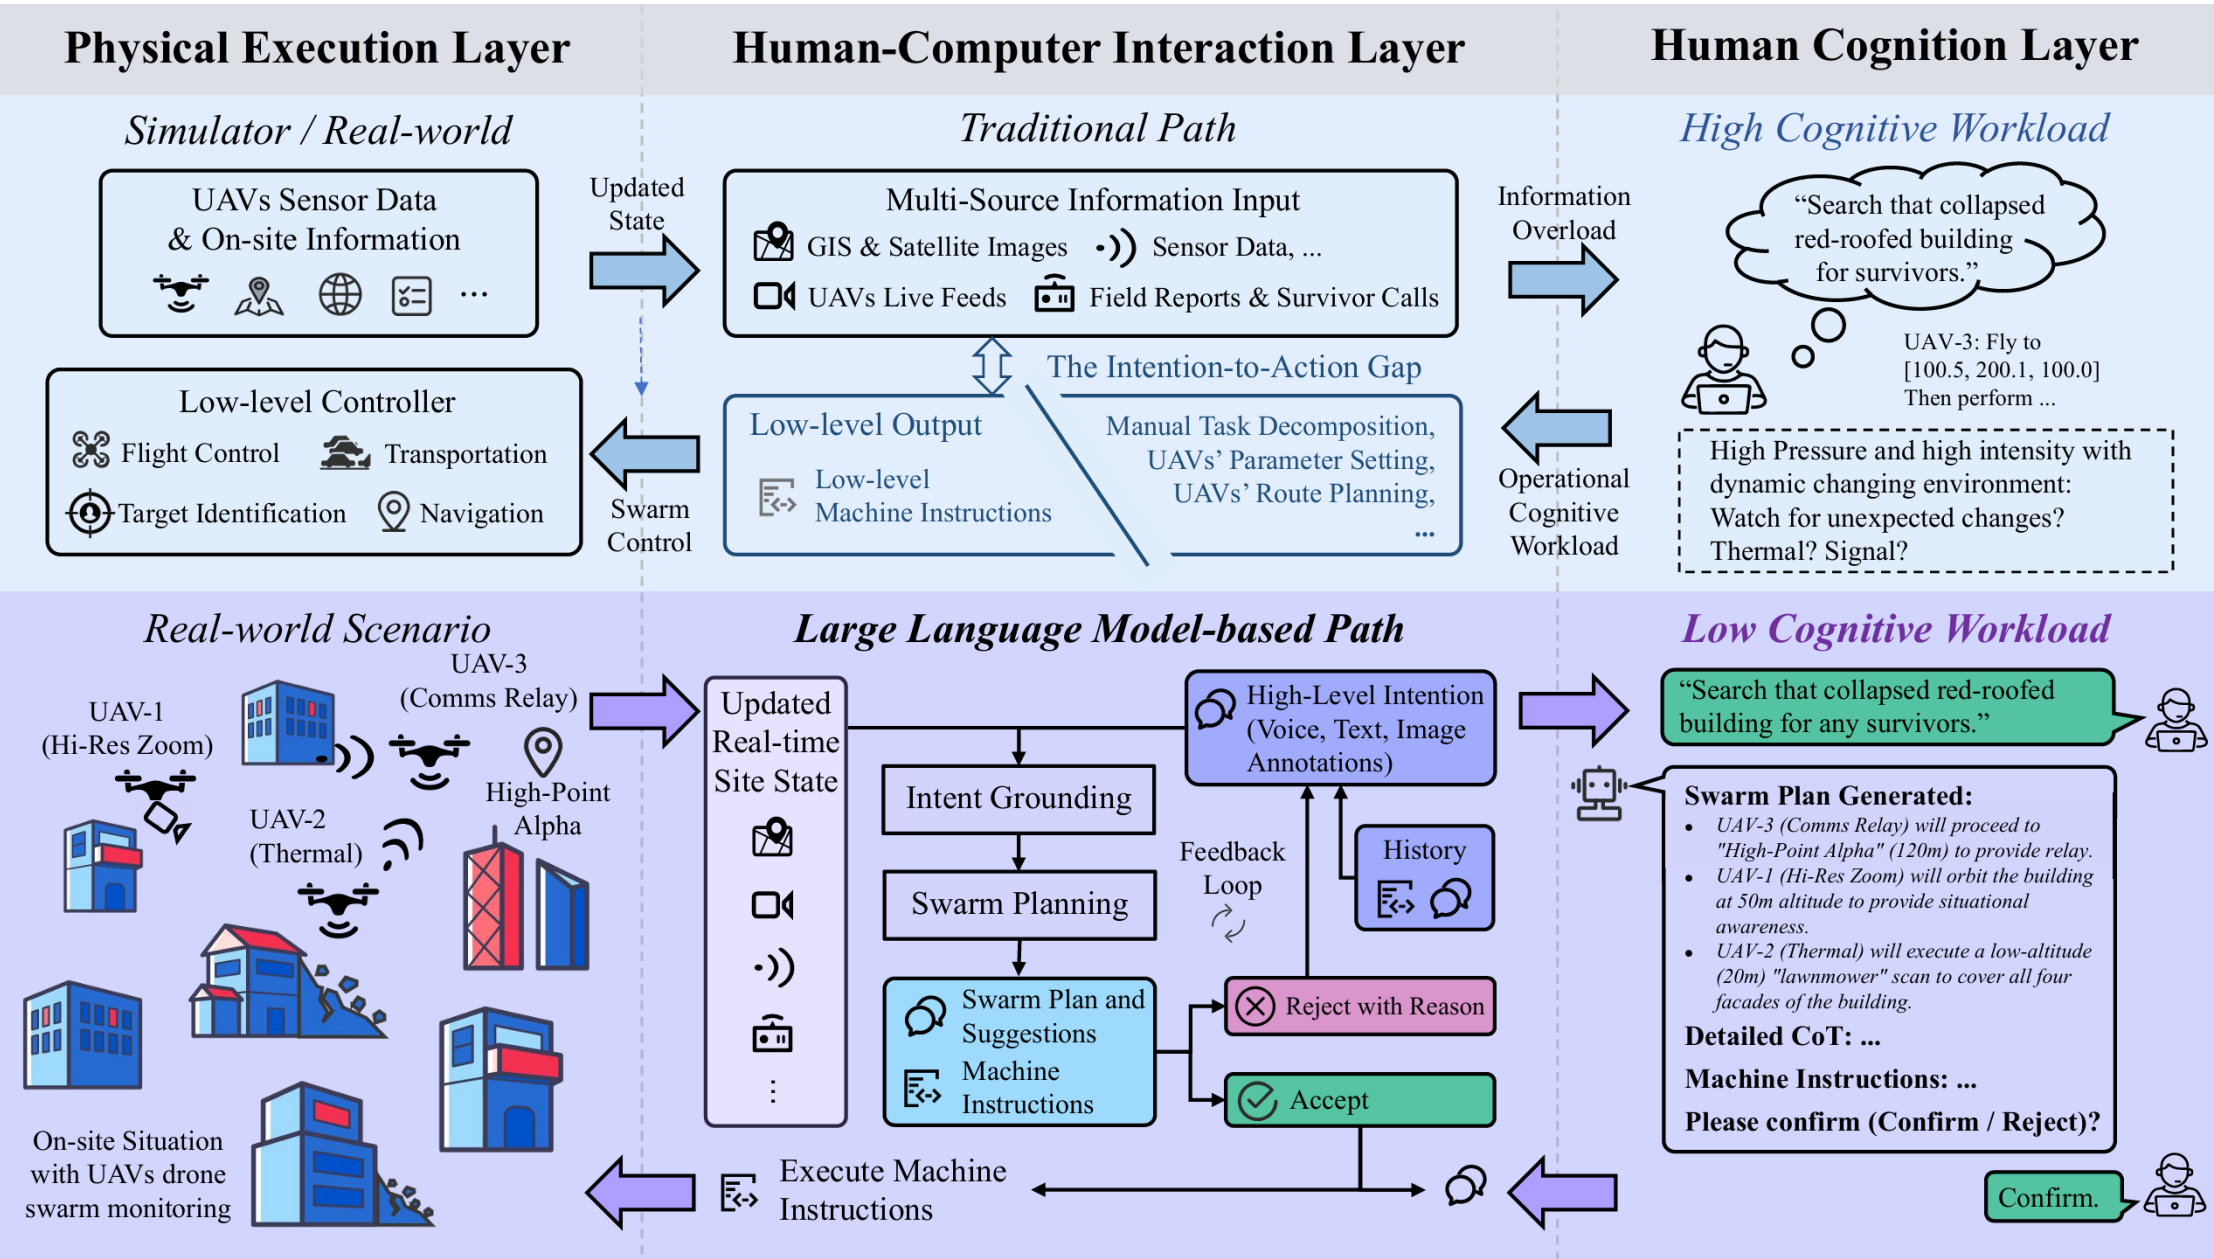 Physical Execution Layer
Human-Computer Interaction Layer
Human Cognition Layer
Simulator / Real-world
UAVs Sensor Data
& On-site Information
...
Low-level Controller
Flight Control
Transportation
Target Identification
Navigation
Updated
State
Swarm
Control
Traditional Path
Multi-Source Information Input
GIS & Satellite Images
Sensor Data, ...
UAVs Live Feeds
Field Reports & Survivor Calls
The Intention-to-Action Gap
Low-level Output
Low-level
Machine Instructions
Manual Task Decomposition,
UAVs' Parameter Setting,
UAVs' Route Planning,
...
Information
Overload
Operational
Cognitive
Workload
High Cognitive Workload
“Search that collapsed
red-roofed building
for survivors.”
UAV-3: Fly to
[100.5, 200.1, 100.0]
Then perform ...
High Pressure and high intensity with
dynamic changing environment:
Watch for unexpected changes?
Thermal? Signal?
Real-world Scenario
UAV-3
(Comms Relay)
UAV-1
(Hi-Res Zoom)
UAV-2
(Thermal)
High-Point
Alpha
On-site Situation
with UAVs drone
swarm monitoring
Large Language Model-based Path
Updated
Real-time
Site State
⋮
Intent Grounding
Swarm Planning
Swarm Plan and
Suggestions
Machine
Instructions
High-Level Intention
(Voice, Text, Image
Annotations)
Feedback
Loop
History
Reject with Reason
Accept
Execute Machine
Instructions
Low Cognitive Workload
“Search that collapsed red-roofed
building for any survivors.”
Swarm Plan Generated:
• UAV-3 (Comms Relay) will proceed to
"High-Point Alpha" (120m) to provide relay.
• UAV-1 (Hi-Res Zoom) will orbit the building
at 50m altitude to provide situational
awareness.
• UAV-2 (Thermal) will execute a low-altitude
(20m) "lawnmower" scan to cover all four
facades of the building.
Detailed CoT: ...
Machine Instructions: ...
Please confirm (Confirm / Reject)?
Confirm.